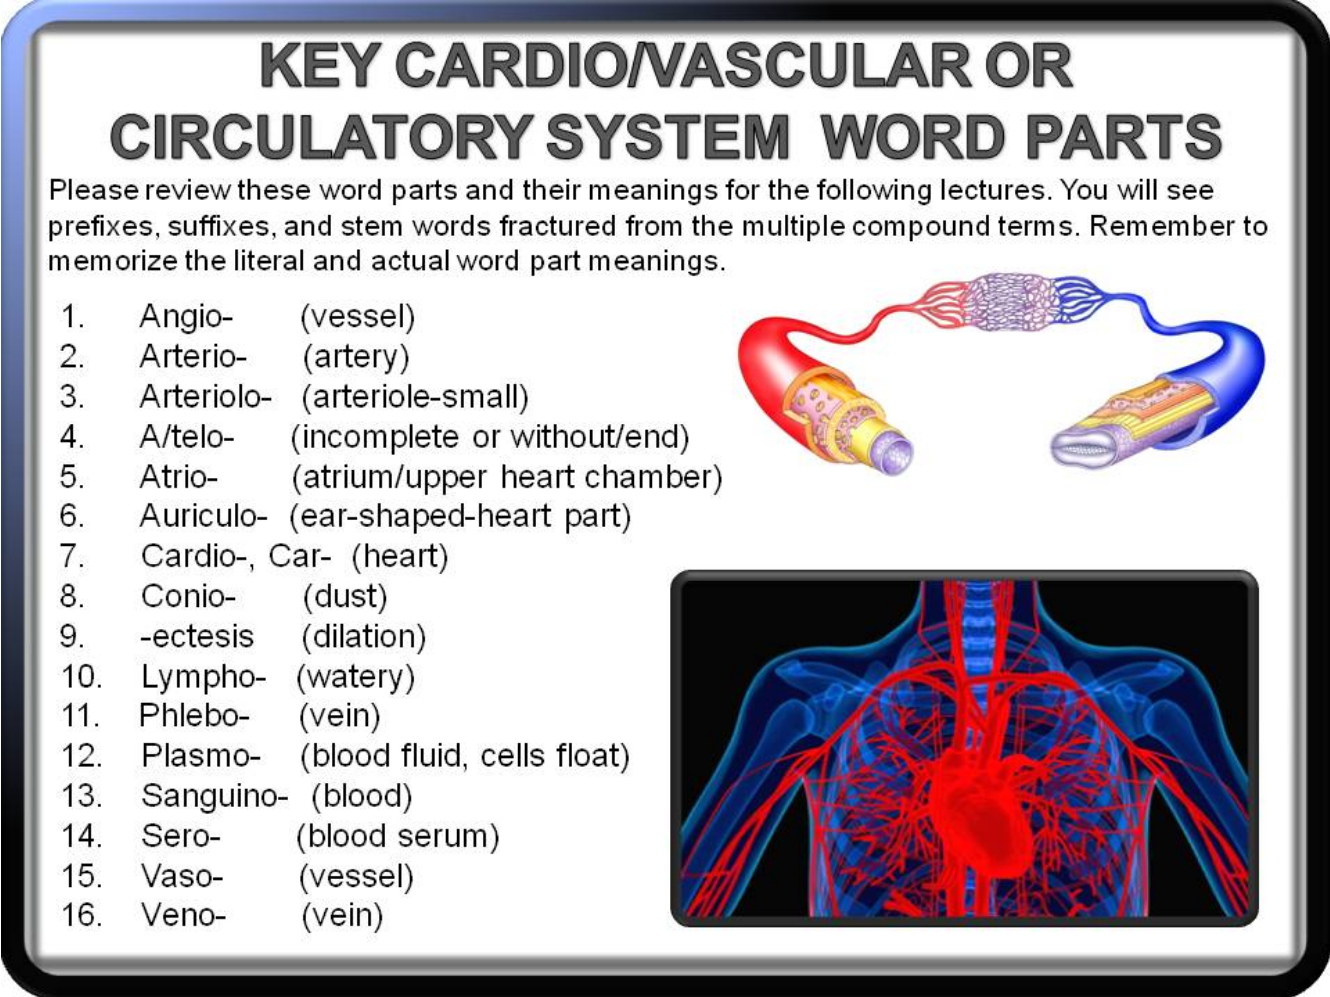 KEY CARDIO/VASCULAR OR
CIRCULATORY SYSTEM WORD PARTS
Please review these word parts and their meanings for the following lectures. You will see
prefixes, suffixes, and stem words fractured from the multiple compound terms. Remember to
memorize the literal and actual word part meanings.
1. Angio- (vessel)
2. Arterio- (artery)
3. Arteriolo- (arteriole-small)
4. A/telo- (incomplete or without/end)
5. Atrio- (atrium/upper heart chamber)
6. Auriculo- (ear-shaped-heart part)
7. Cardio-, Car- (heart)
8. Conio- (dust)
9. -ectesis (dilation)
10. Lympho- (watery)
11. Phlebo- (vein)
12. Plasmo- (blood fluid, cells float)
13. Sanguino- (blood)
14. Sero- (blood serum)
15. Vaso- (vessel)
16. Veno- (vein)